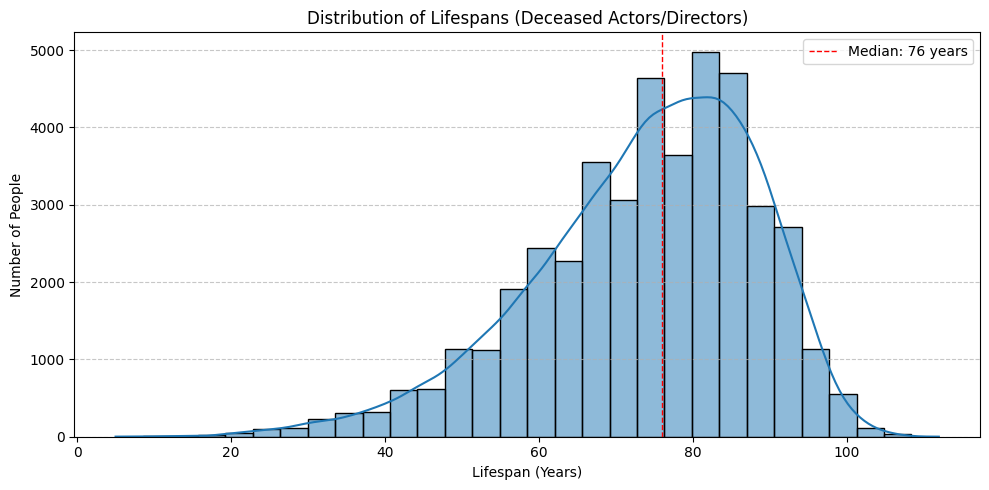 Distribution of Lifespans (Deceased Actors/Directors)
Median: 76 years
Number of People
5000
4000
3000
2000
1000
0
0 20 40 60 80 100
Lifespan (Years)